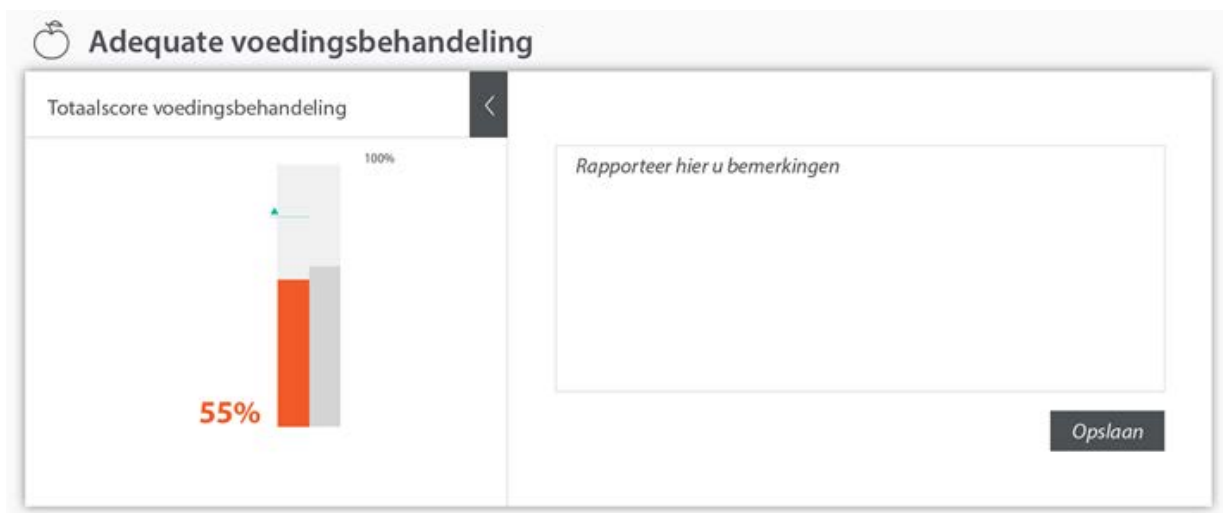 Adequate voedingsbehandeling
Totaalscore voedingsbehandeling
100%
55%
Rapporteer hier u bemerkingen
Opslaan